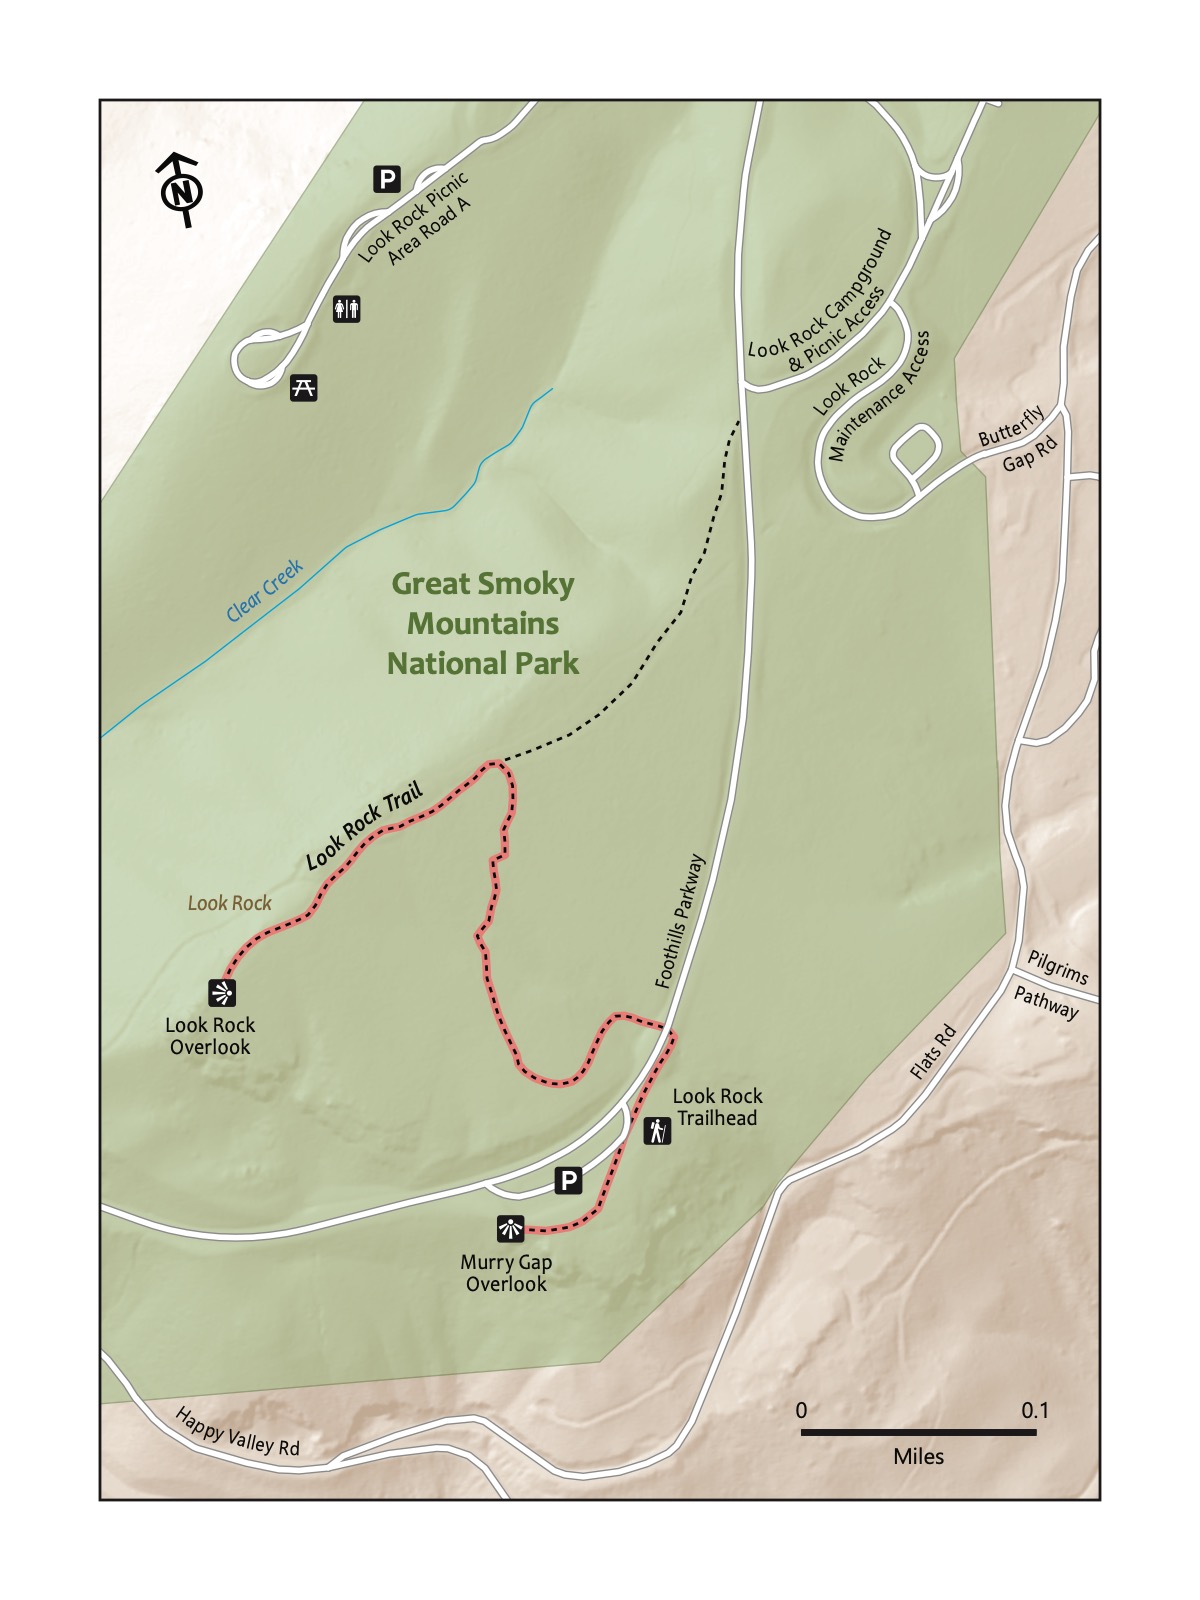 N
P
Look Rock Picnic
Area Road A
Look Rock Campground
& Picnic Access
Look Rock
Maintenance Access
Butterfly
Gap Rd
Clear Creek
Great Smoky
Mountains
National Park
Look Rock Trail
Look Rock
Look Rock
Overlook
Foothills Parkway
Pilgrims
Pathway
Flats Rd
Look Rock
Trailhead
P
Murry Gap
Overlook
Happy Valley Rd
0 0.1
Miles